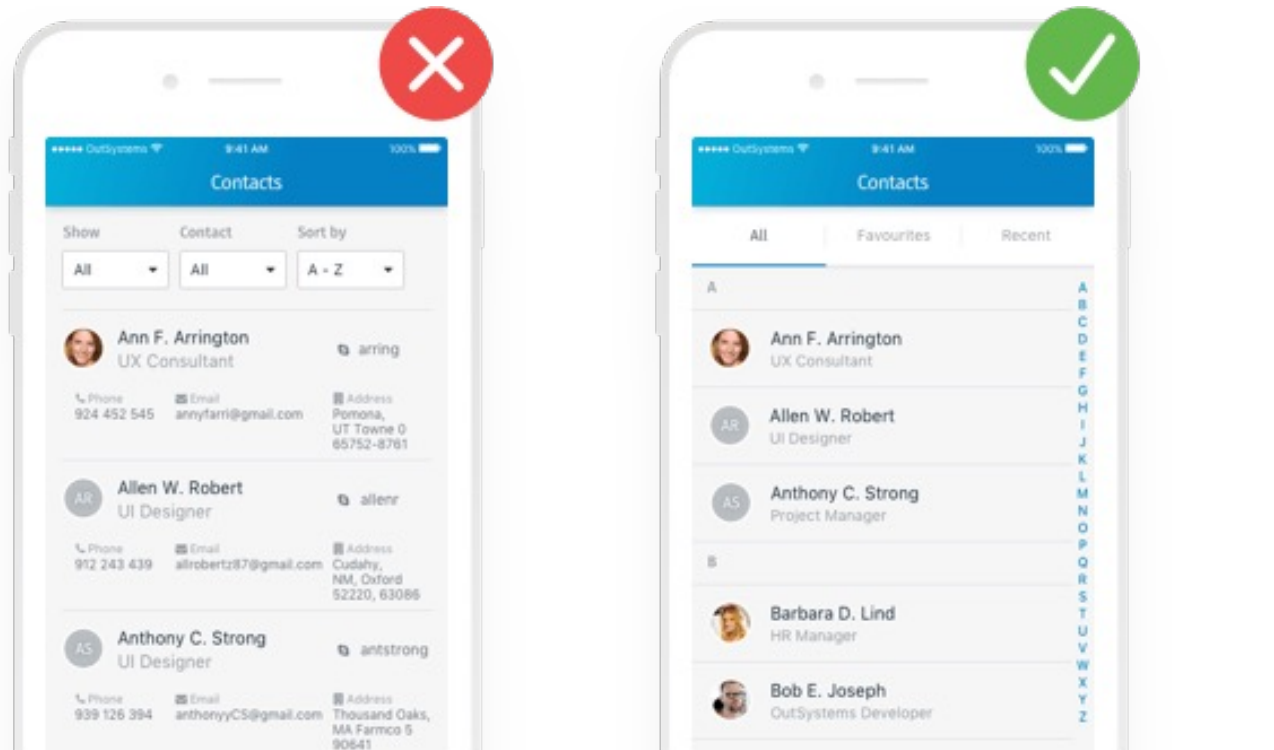 OutSystems 9:41 AM 100%
Contacts
Show Contact Sort by
All All A - Z
Ann F. Arrington
UX Consultant
arring
Phone Email Address
924 452 545 annyfarri@gmail.com Pomona,
UT Towne 0
65752-8761
AR
Allen W. Robert
UI Designer
allenr
Phone Email Address
912 243 439 allrobertz87@gmail.com Cudahy,
NM, Oxford
52220, 63086
AS
Anthony C. Strong
UI Designer
antstrong
Phone Email Address
939 126 394 anthonyyCS@gmail.com Thousand Oaks,
MA Farmco 5
90641
OutSystems 9:41 AM 100%
Contacts
All Favourites Recent
A
Ann F. Arrington
UX Consultant
AR
Allen W. Robert
UI Designer
AS
Anthony C. Strong
Project Manager
B
Barbara D. Lind
HR Manager
Bob E. Joseph
OutSystems Developer
A
B
C
D
E
F
G
H
I
J
K
L
M
N
O
P
Q
R
S
T
U
V
W
X
Y
Z